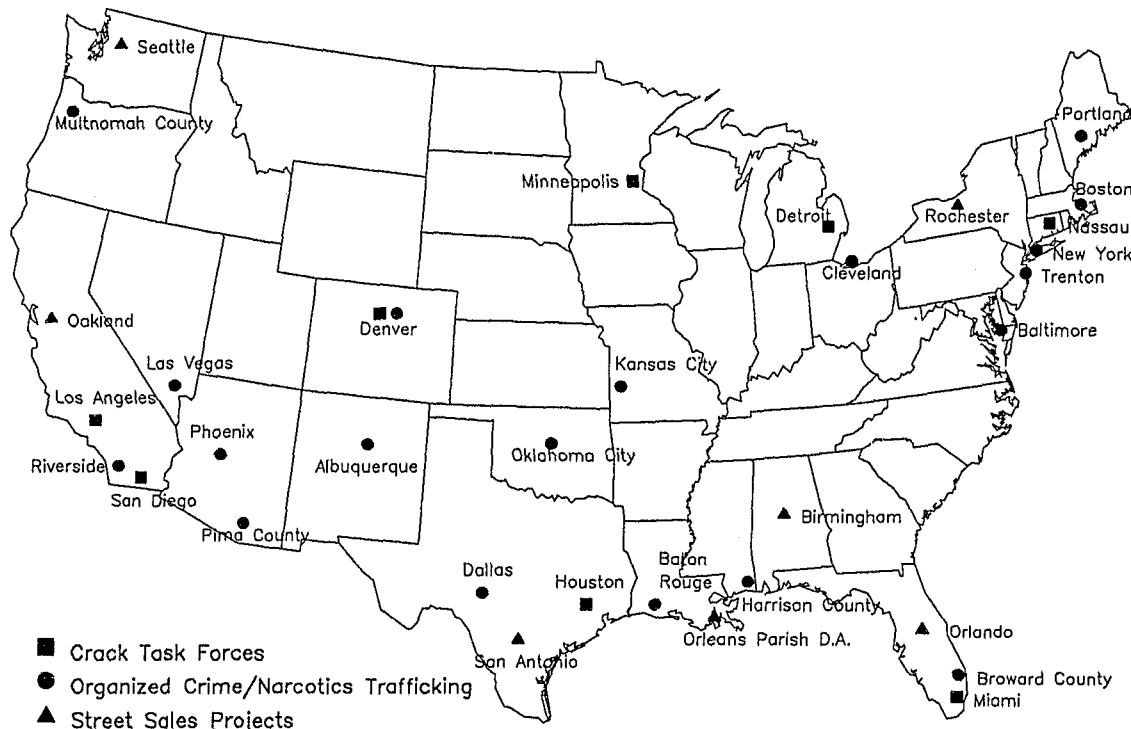 Seattle
Multnomah County
Portland
Minneapolis
Boston
Detroit
Rochester
Nassau
New York
Cleveland
Trenton
Oakland
Denver
Baltimore
Las Vegas
Kansas City
Los Angeles
Phoenix
Riverside
Albuquerque
Oklahoma City
San Diego
Birmingham
Pima County
Baton
Rouge
Dallas
Houston
Harrison County
Orlando
Orleans Parish D.A.
San Antonio
Broward County
Miami
Crack Task Forces
Organized Crime/Narcotics Trafficking
Street Sales Projects